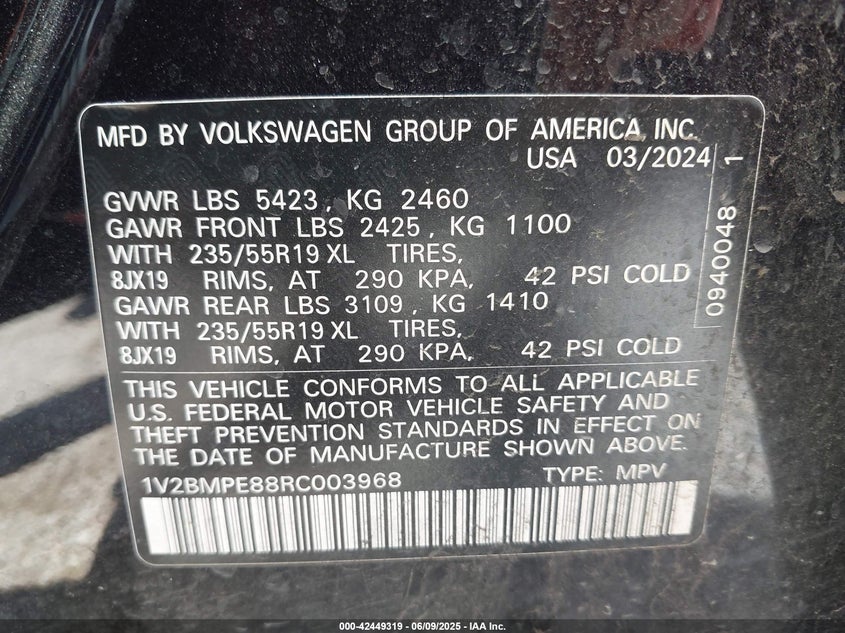 MFD BY VOLKSWAGEN GROUP OF AMERICA INC.
USA 03/2024
GVWR LBS 5423, KG 2460
GAWR FRONT LBS 2425, KG 1100
WITH 235/55R19 XL TIRES,
8JX19 RIMS, AT 290 KPA, 42 PSI COLD
GAWR REAR LBS 3109, KG 1410
WITH 235/55R19 XL TIRES,
8JX19 RIMS, AT 290 KPA, 42 PSI COLD
0940048 1
THIS VEHICLE CONFORMS TO ALL APPLICABLE
U.S. FEDERAL MOTOR VEHICLE SAFETY AND
THEFT PREVENTION STANDARDS IN EFFECT ON
THE DATE OF MANUFACTURE SHOWN ABOVE.
1V2BMPE88RC003968 TYPE: MPV
000-42449319 - 06/09/2025 - IAA Inc.